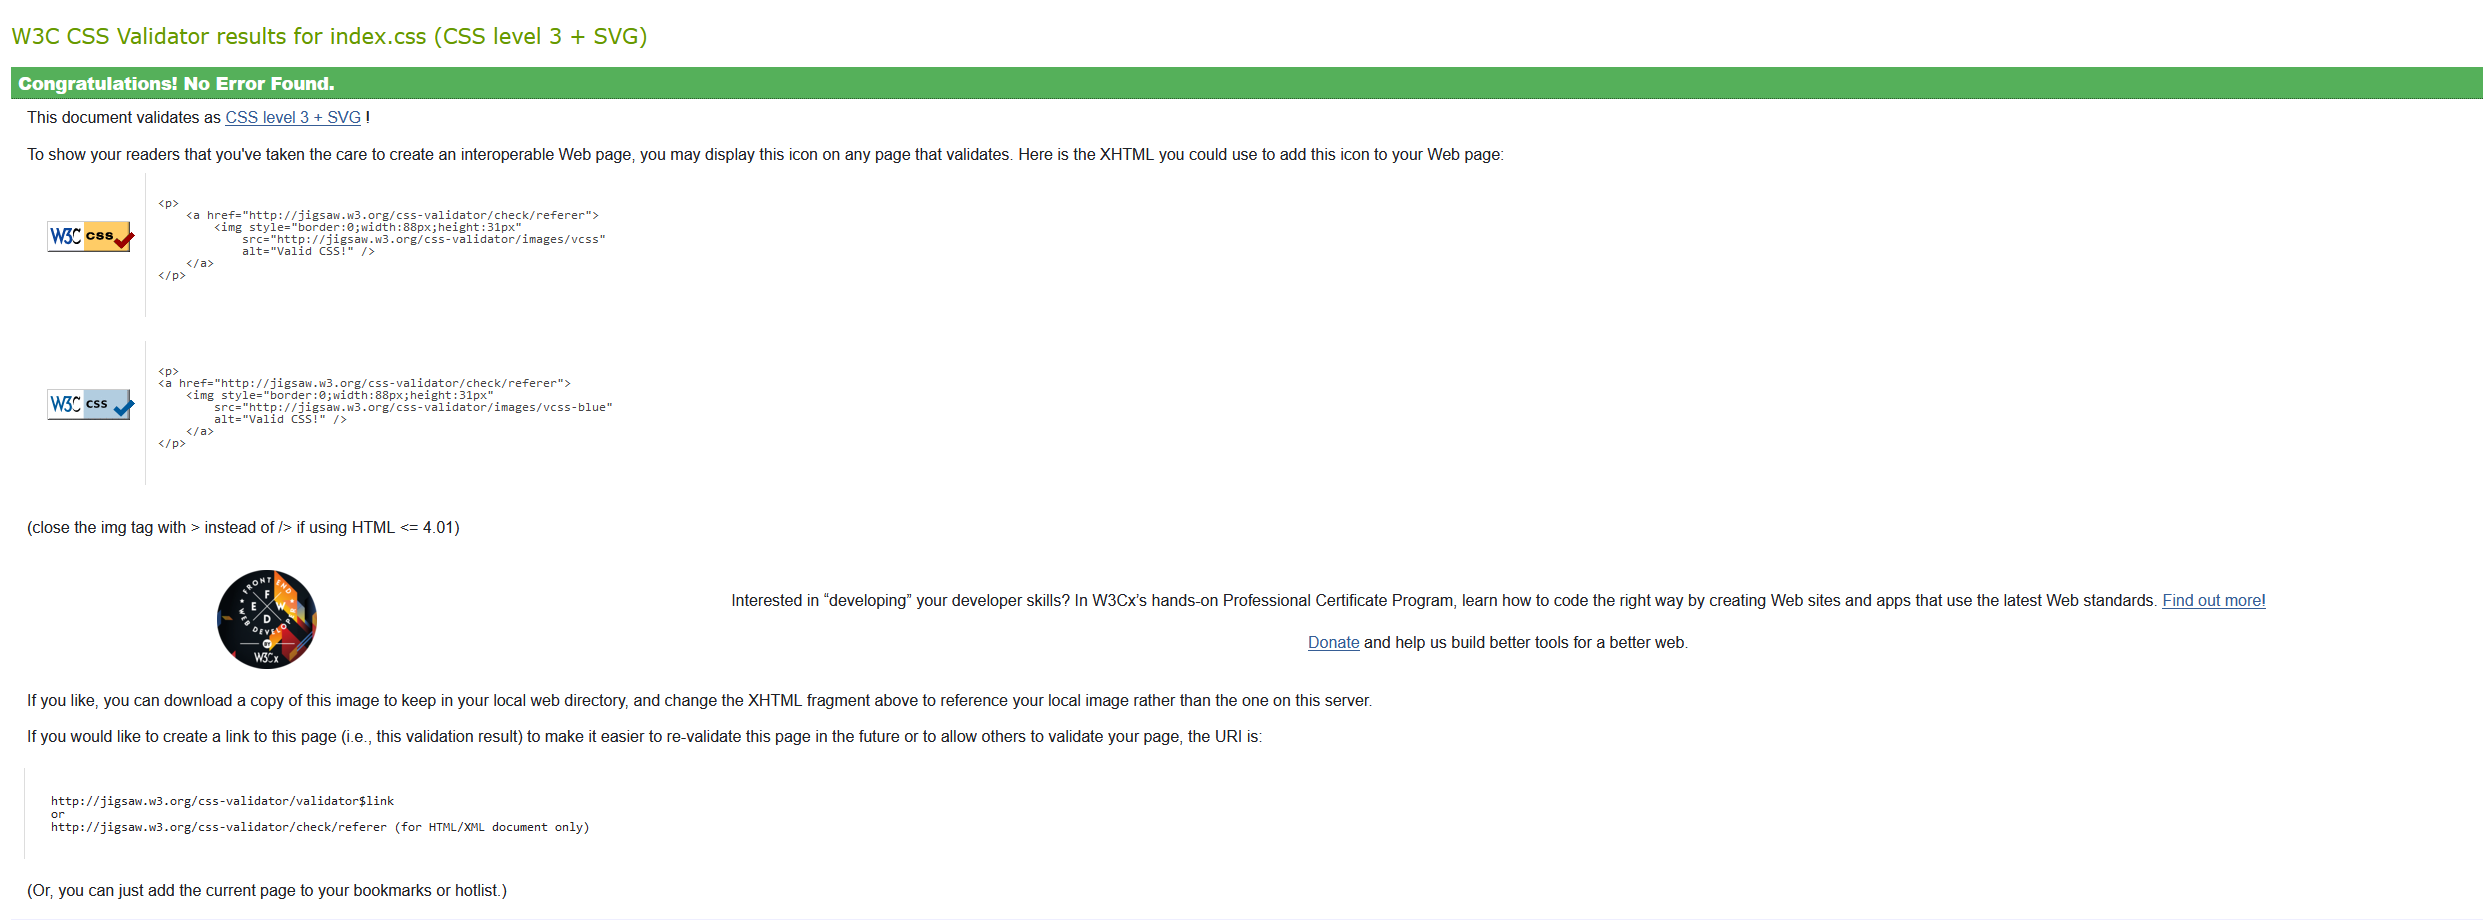 W3C CSS Validator results for index.css (CSS level 3 + SVG)
Congratulations! No Error Found.
This document validates as CSS level 3 + SVG !
To show your readers that you've taken the care to create an interoperable Web page, you may display this icon on any page that validates. Here is the XHTML you could use to add this icon to your Web page:
W3C css
<p>
    <a href="http://jigsaw.w3.org/css-validator/check/referer">
        <img style="border:0;width:88px;height:31px"
            src="http://jigsaw.w3.org/css-validator/images/vcss"
            alt="Valid CSS!" />
    </a>
</p>
W3C css
<p>
<a href="http://jigsaw.w3.org/css-validator/check/referer">
    <img style="border:0;width:88px;height:31px"
        src="http://jigsaw.w3.org/css-validator/images/vcss-blue"
        alt="Valid CSS!" />
    </a>
</p>
(close the img tag with > instead of /> if using HTML <= 4.01)
FRONT END
F
E W
D
WEB DEVELOPER
BY
W3Cx
Interested in “developing” your developer skills? In W3Cx’s hands-on Professional Certificate Program, learn how to code the right way by creating Web sites and apps that use the latest Web standards. Find out more!
Donate and help us build better tools for a better web.
If you like, you can download a copy of this image to keep in your local web directory, and change the XHTML fragment above to reference your local image rather than the one on this server.
If you would like to create a link to this page (i.e., this validation result) to make it easier to re-validate this page in the future or to allow others to validate your page, the URI is:
http://jigsaw.w3.org/css-validator/validator$link
or
http://jigsaw.w3.org/css-validator/check/referer (for HTML/XML document only)
(Or, you can just add the current page to your bookmarks or hotlist.)